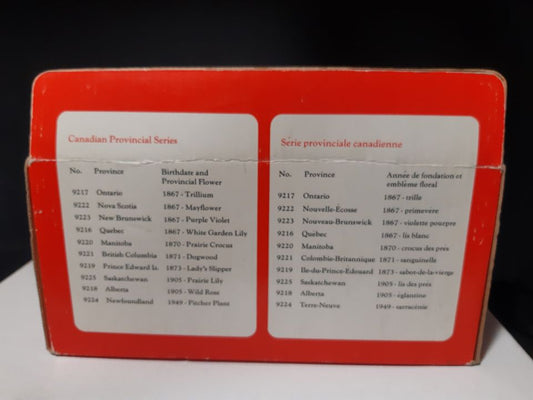 Canadian Provincial Series
No. Province Birthdate and
Provincial Flower
9217 Ontario 1867 - Trillium
9222 Nova Scotia 1867 - Mayflower
9223 New Brunswick 1867 - Purple Violet
9216 Quebec 1867 - White Garden Lily
9220 Manitoba 1870 - Prairie Crocus
9221 British Columbia 1871 - Dogwood
9219 Prince Edward Is. 1873 - Lady's Slipper
9225 Saskatchewan 1905 - Prairie Lily
9218 Alberta 1905 - Wild Rose
9224 Newfoundland 1949 - Pitcher Plant
Série provinciale canadienne
No. Province Année de fondation et
emblème floral
9217 Ontario 1867 - trille
9222 Nouvelle-Écosse 1867 - primevère
9223 Nouveau-Brunswick 1867 - violette pourpre
9216 Québec 1867 - lis blanc
9220 Manitoba 1870 - crocus des prés
9221 Colombie-Britannique 1871 - sanguinelle
9219 Ile-du-Prince-Edouard 1873 - sabot-de-la-vierge
9225 Saskatchewan 1905 - lis des prés
9218 Alberta 1905 - églantine
9224 Terre-Neuve 1949 - sarracénie